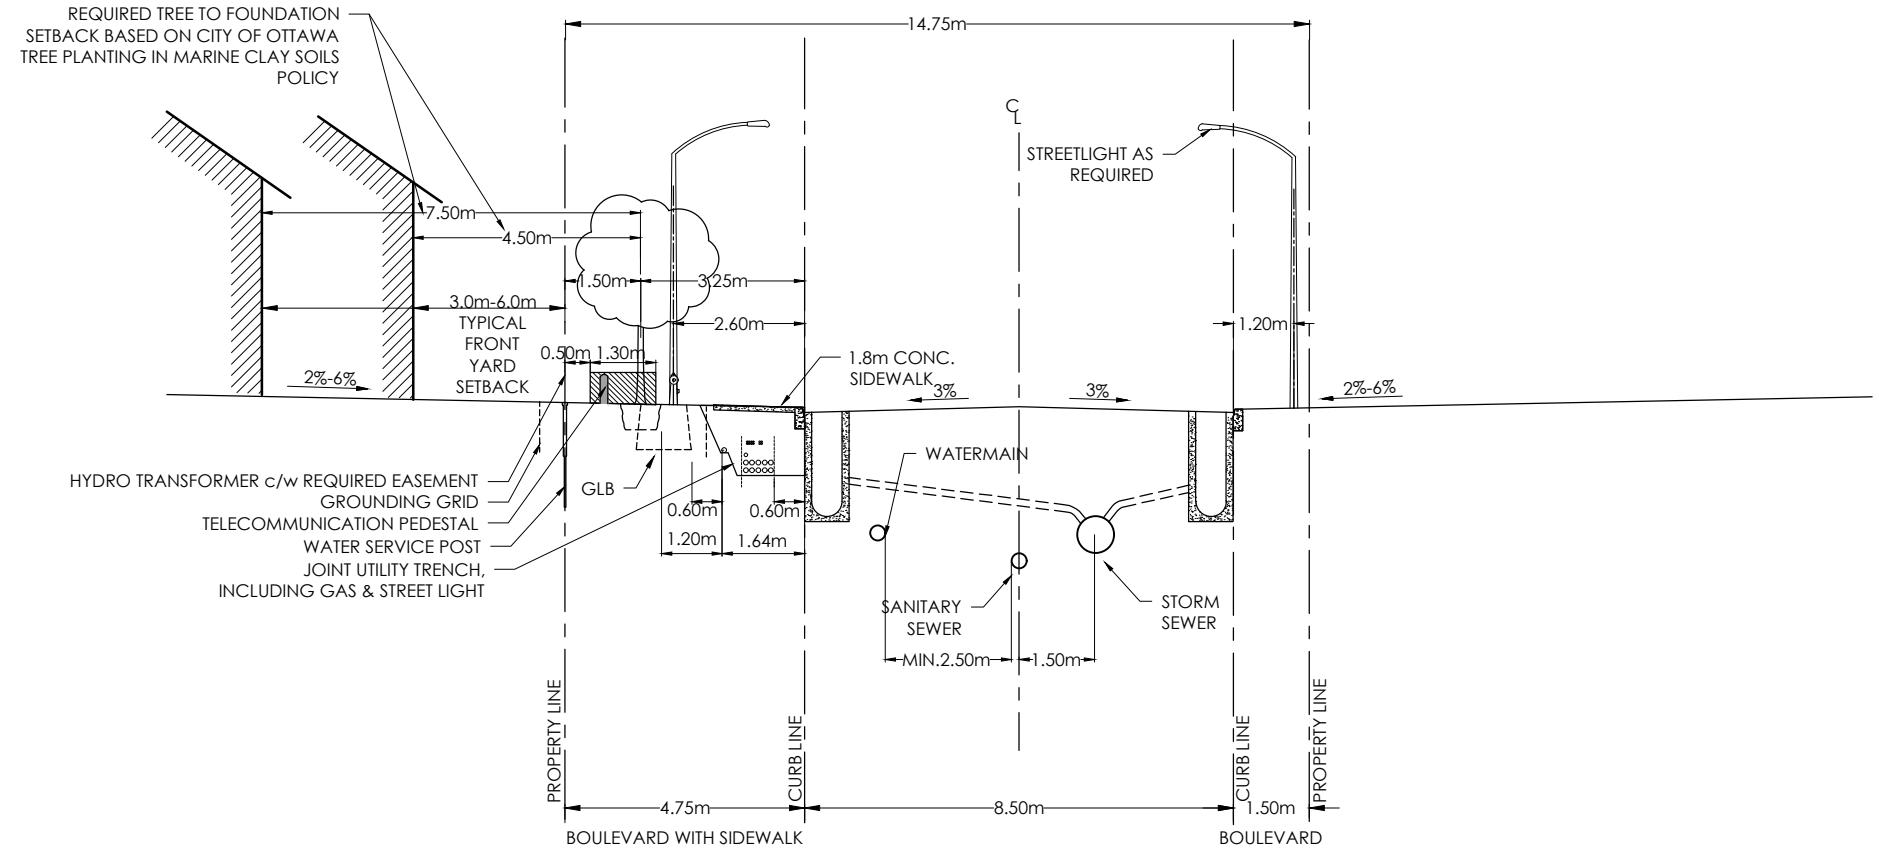 REQUIRED TREE TO FOUNDATION
SETBACK BASED ON CITY OF OTTAWA
TREE PLANTING IN MARINE CLAY SOILS
POLICY
14.75m
C
L
STREETLIGHT AS
REQUIRED
7.50m
4.50m
1.50m
3.25m
3.0m-6.0m
TYPICAL
FRONT
YARD
SETBACK
2.60m
1.20m
0.50m
1.30m
1.8m CONC.
SIDEWALK
2%-6%
3%
3%
2%-6%
HYDRO TRANSFORMER c/w REQUIRED EASEMENT
GROUNDING GRID
TELECOMMUNICATION PEDESTAL
WATER SERVICE POST
JOINT UTILITY TRENCH,
INCLUDING GAS & STREET LIGHT
GLB
WATERMAIN
0.60m
0.60m
1.20m
1.64m
SANITARY
SEWER
STORM
SEWER
MIN.2.50m
1.50m
PROPERTY LINE
CURB LINE
CURB LINE
PROPERTY LINE
4.75m
8.50m
1.50m
BOULEVARD WITH SIDEWALK
BOULEVARD